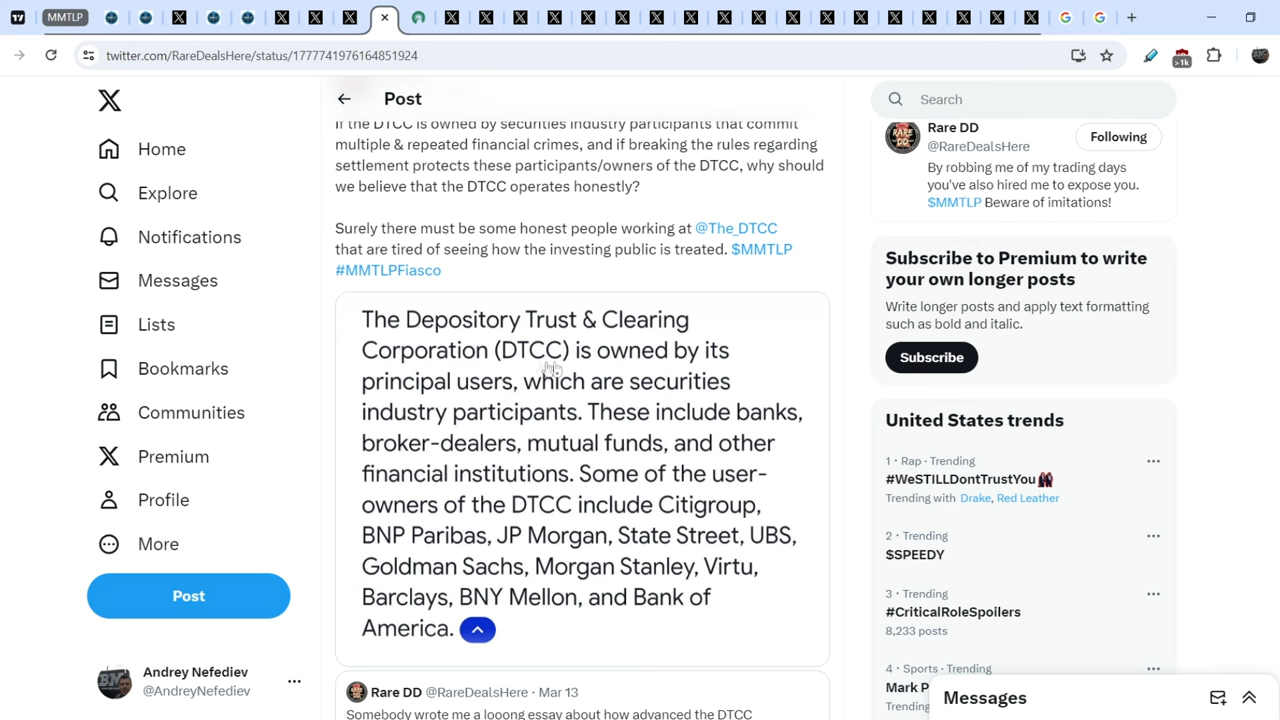 MMTLP
twitter.com/RareDealsHere/status/1777741976164851924
>1k
Home
Explore
Notifications
Messages
Lists
Bookmarks
Communities
Premium
Profile
More
Post
Andrey Nefediev
@AndreyNefediev
Post
If the DTCC is owned by securities industry participants that commit
multiple & repeated financial crimes, and if breaking the rules regarding
settlement protects these participants/owners of the DTCC, why should
we believe that the DTCC operates honestly?
Surely there must be some honest people working at @The_DTCC
that are tired of seeing how the investing public is treated. $MMTLP
#MMTLPFiasco
The Depository Trust & Clearing
Corporation (DTCC) is owned by its
principal users, which are securities
industry participants. These include banks,
broker-dealers, mutual funds, and other
financial institutions. Some of the user-
owners of the DTCC include Citigroup,
BNP Paribas, JP Morgan, State Street, UBS,
Goldman Sachs, Morgan Stanley, Virtu,
Barclays, BNY Mellon, and Bank of
America.
Rare DD @RareDealsHere · Mar 13
Somebody wrote me a looong essay about how advanced the DTCC
Search
Rare DD
@RareDealsHere
Following
By robbing me of my trading days
you've also hired me to expose you.
$MMTLP Beware of imitations!
Subscribe to Premium to write
your own longer posts
Write longer posts and apply text formatting
such as bold and italic.
Subscribe
United States trends
1 · Rap · Trending
#WeSTILLDontTrustYou
Trending with Drake, Red Leather
2 · Trending
$SPEEDY
3 · Trending
#CriticalRoleSpoilers
8,233 posts
4 · Sports · Trending
Mark
Trending
Messages